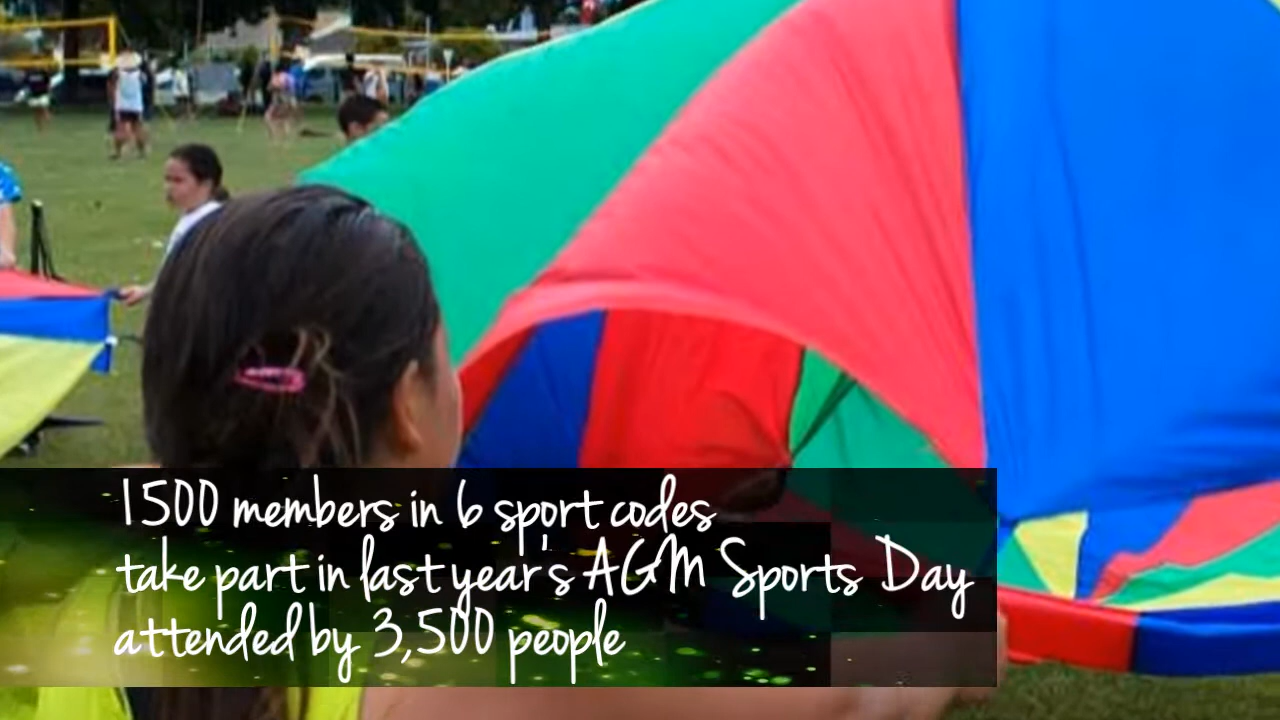 1500 members in 6 sport codes
take part in last year's AGM Sports Day
attended by 3,500 people